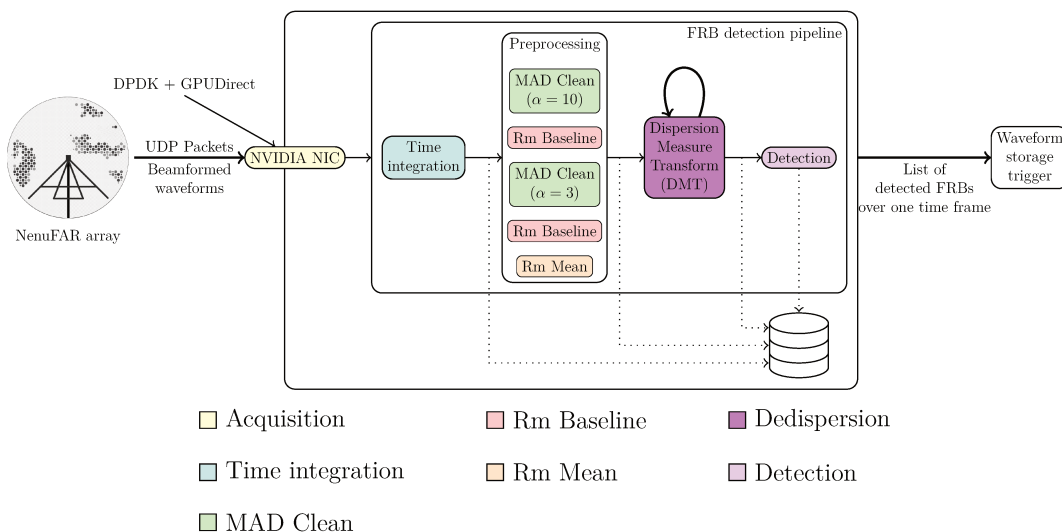 FRB detection pipeline
Preprocessing
DPDK + GPUDirect
MAD Clean
(α = 10)
UDP Packets
Beamformed
waveforms
NVIDIA NIC
Time
integration
Rm Baseline
MAD Clean
(α = 3)
Rm Baseline
Rm Mean
Dispersion
Measure
Transform
(DMT)
Detection
List of
detected FRBs
over one time frame
Waveform
storage
trigger
NenuFAR array
Acquisition
Time integration
MAD Clean
Rm Baseline
Rm Mean
Dedispersion
Detection